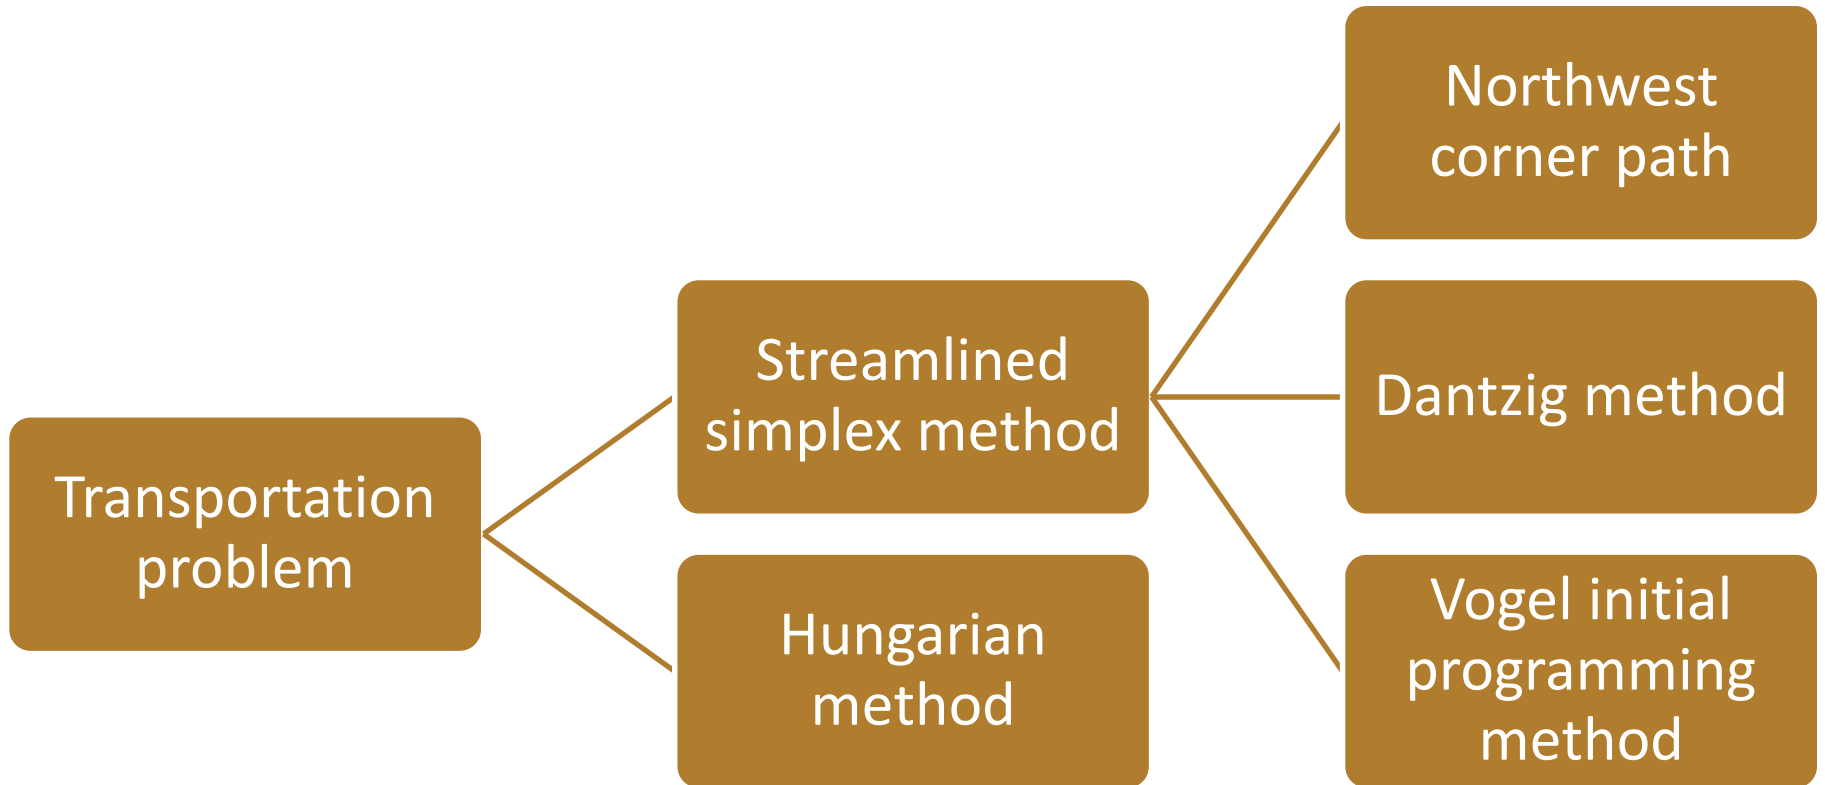 Transportation
problem
Streamlined
simplex method
Hungarian
method
Northwest
corner path
Dantzig method
Vogel initial
programming
method